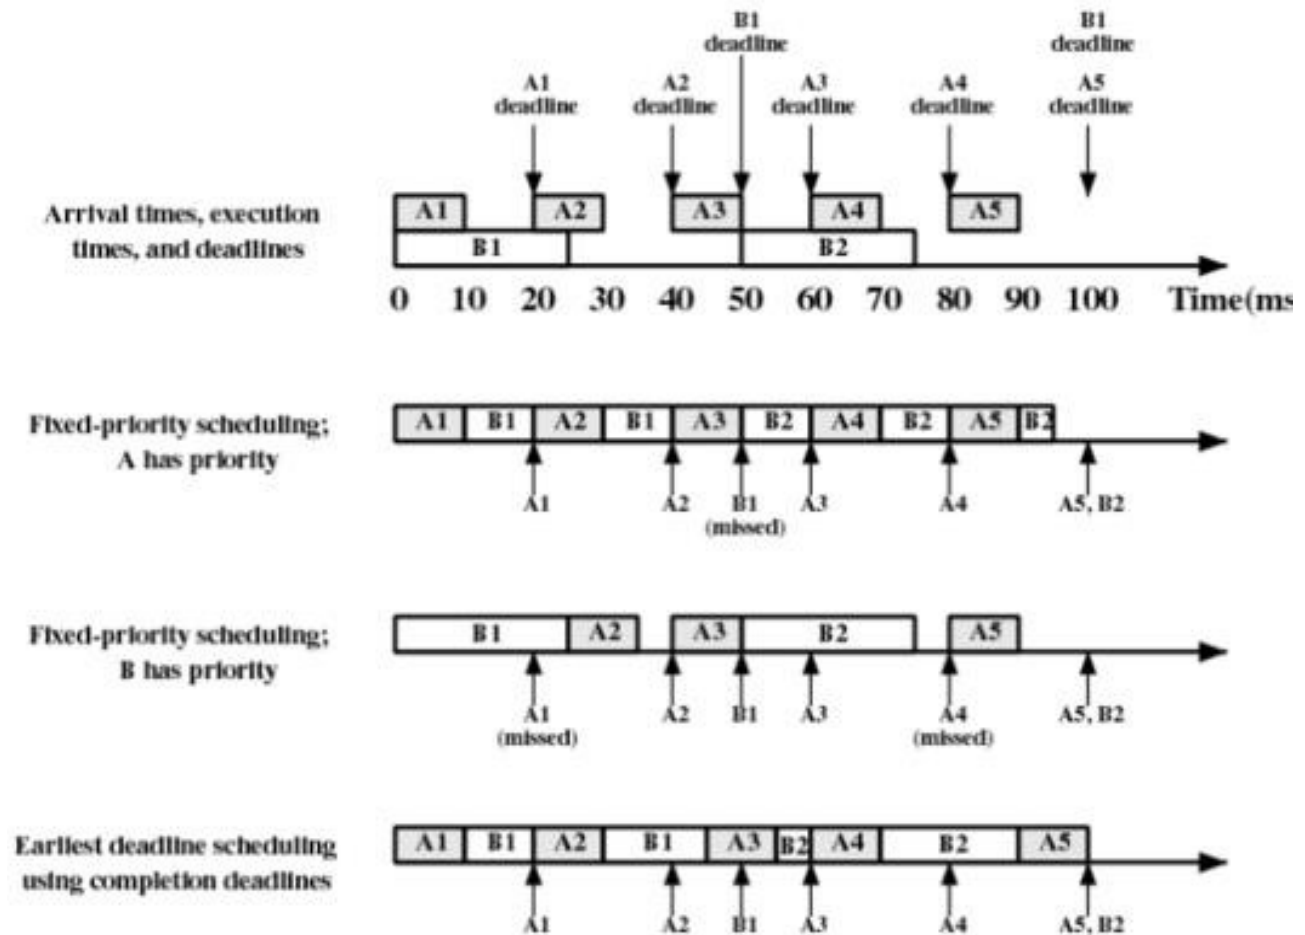 B1
deadline
B1
deadline
A1
deadline
A2
deadline
A3
deadline
A4
deadline
A5
deadline
Arrival times, execution
times, and deadlines
A1
A2
A3
A4
A5
B1
B2
0 10 20 30 40 50 60 70 80 90 100 Time(ms
Fixed-priority scheduling;
A has priority
A1 B1 A2 B1 A3 B2 A4 B2 A5 B2
A1 A2 B1 A3 A4 A5, B2
(missed)
Fixed-priority scheduling;
B has priority
B1 A2 A3 B2 A5
A1 A2 B1 A3 A4 A5, B2
(missed) (missed)
Earliest deadline scheduling
using completion deadlines
A1 B1 A2 B1 A3 B2 A4 B2 A5
A1 A2 B1 A3 A4 A5, B2